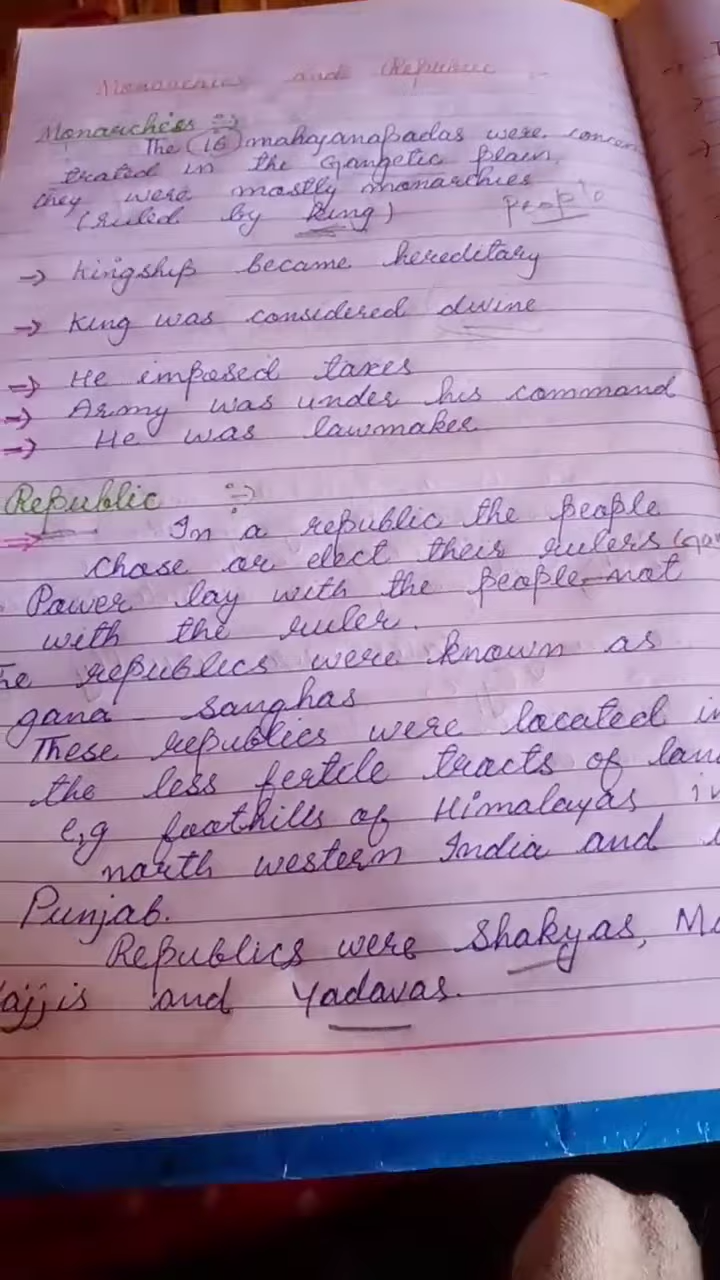 Monarchies and Republic
Monarchies :-
The (16) mahajanapadas were concen
trated in the Gangetic plain,
they were mostly monarchies
(ruled by King) people
→ Kingship became hereditary
→ King was considered divine
⇒ He imposed taxes
→ Army was under his command
→ He was lawmaker
Republic :-
→ In a republic the people
chose or elect their rulers
Power lay with the people not
with the ruler.
republics were known as
gana - sanghas
These republics were located in
the less fertile tracts of
e,g foothills of Himalayas
north western India and
Punjab.
Republics were Shakyas,
and Yadavas.